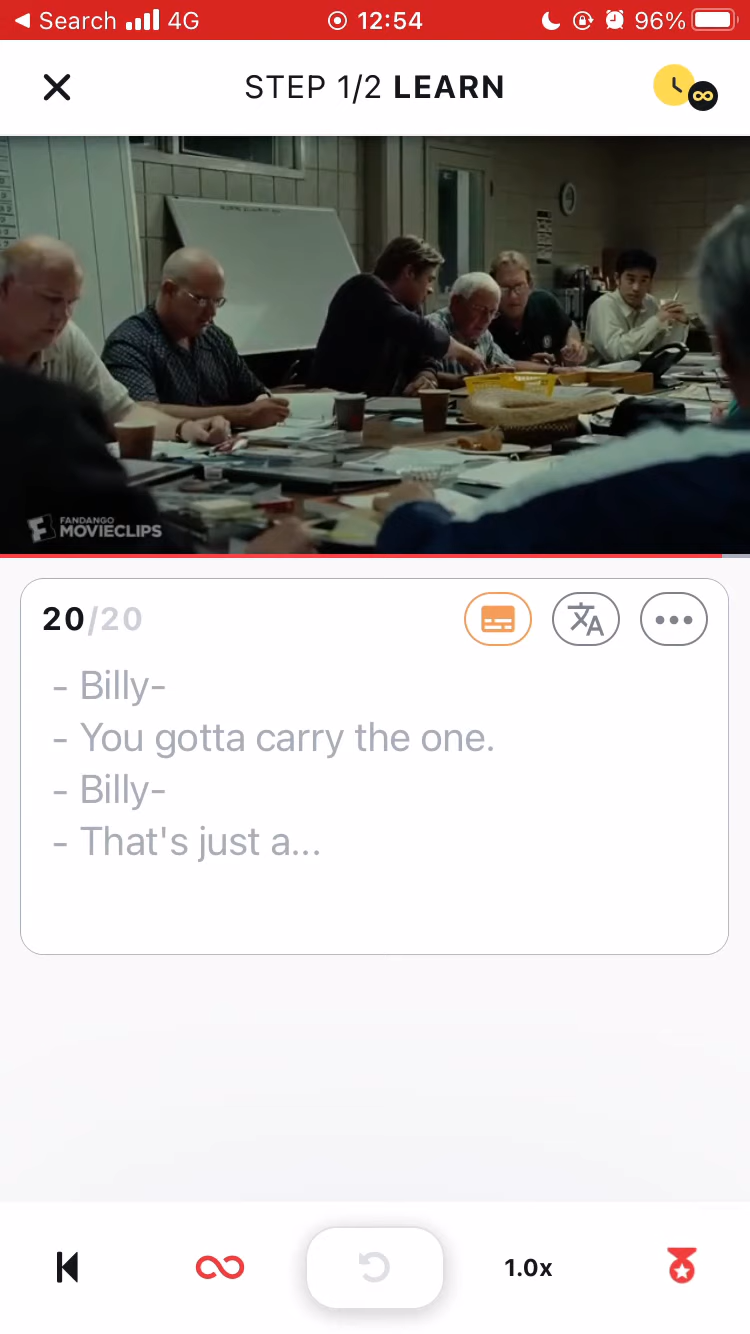 Search 4G 12:54 96%
STEP 1/2 LEARN
FANDANGO
MOVIECLIPS
20/20
- Billy-
- You gotta carry the one.
- Billy-
- That's just a...
1.0x